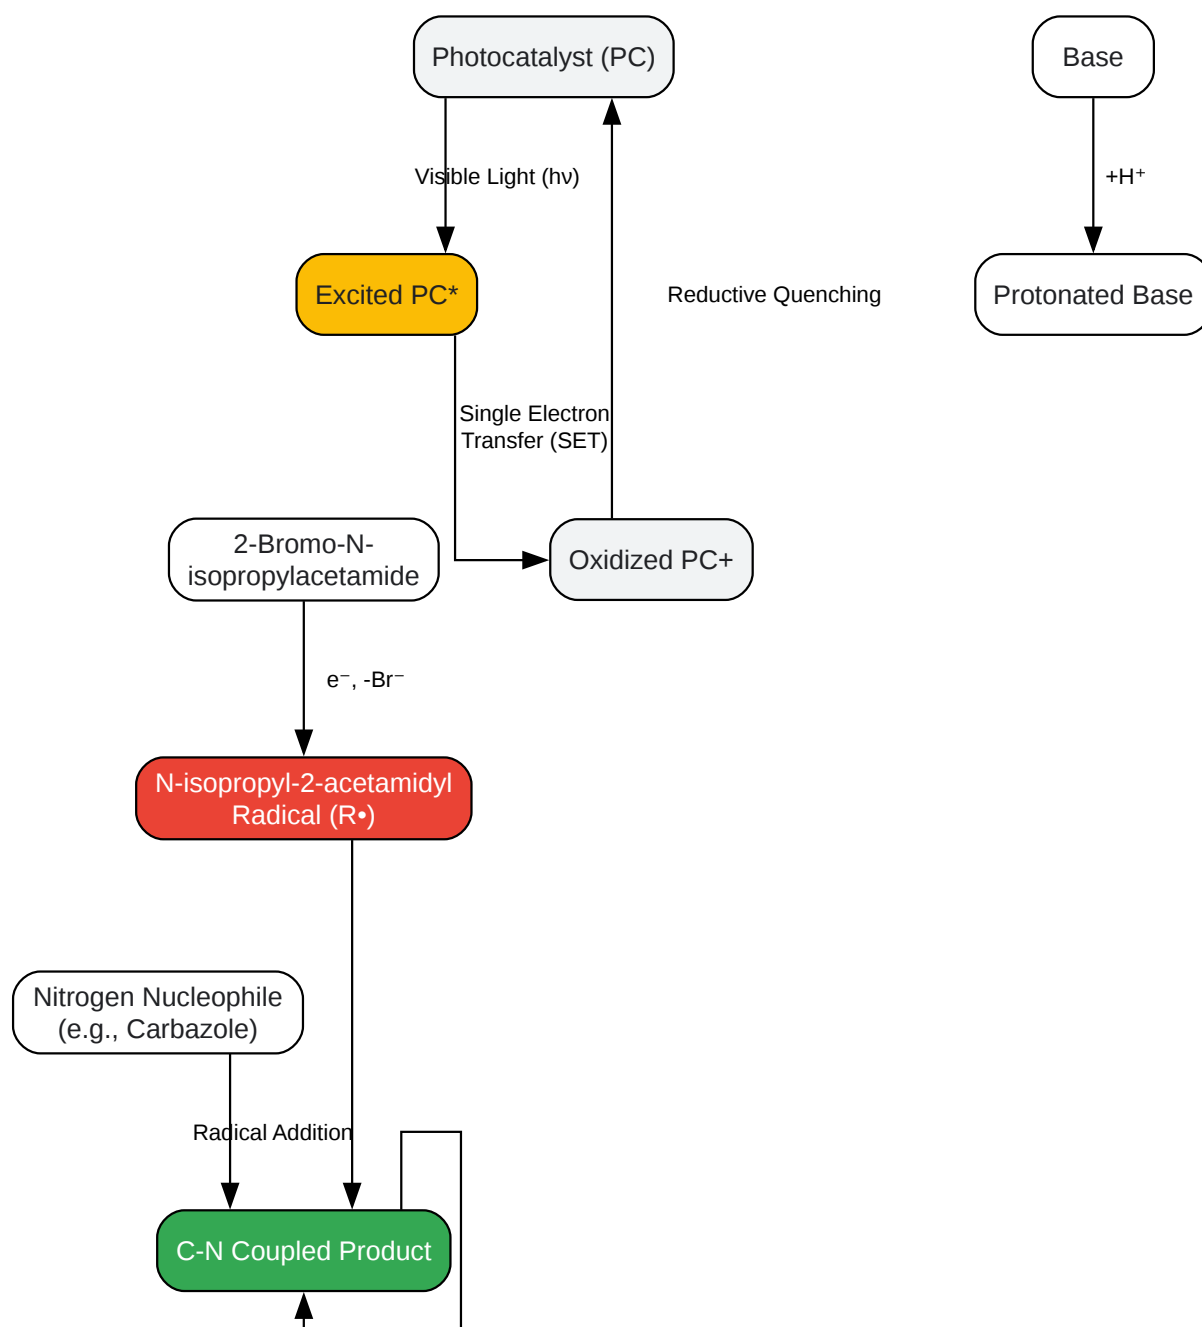 Photocatalyst (PC)
Base
Visible Light (hν)
+H⁺
Excited PC*
Reductive Quenching
Protonated Base
Single Electron
Transfer (SET)
2-Bromo-N-
isopropylacetamide
Oxidized PC+
e⁻, -Br⁻
N-isopropyl-2-acetamidyl
Radical (R•)
Nitrogen Nucleophile
(e.g., Carbazole)
Radical Addition
C-N Coupled Product